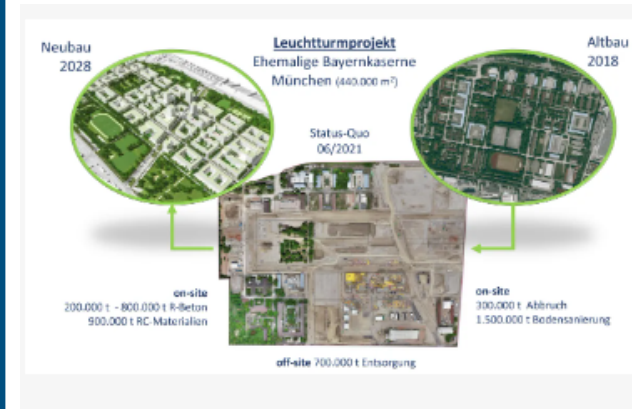 Neubau
2028
Leuchtturmprojekt
Ehemalige Bayernkaserne
München (440.000 m²)
Altbau
2018
Status-Quo
06/2021
on-site
200.000 t - 800.000 t R-Beton
900.000 t RC-Materialien
on-site
300.000 t Abbruch
1.500.000 t Bodensanierung
off-site 700.000 t Entsorgung